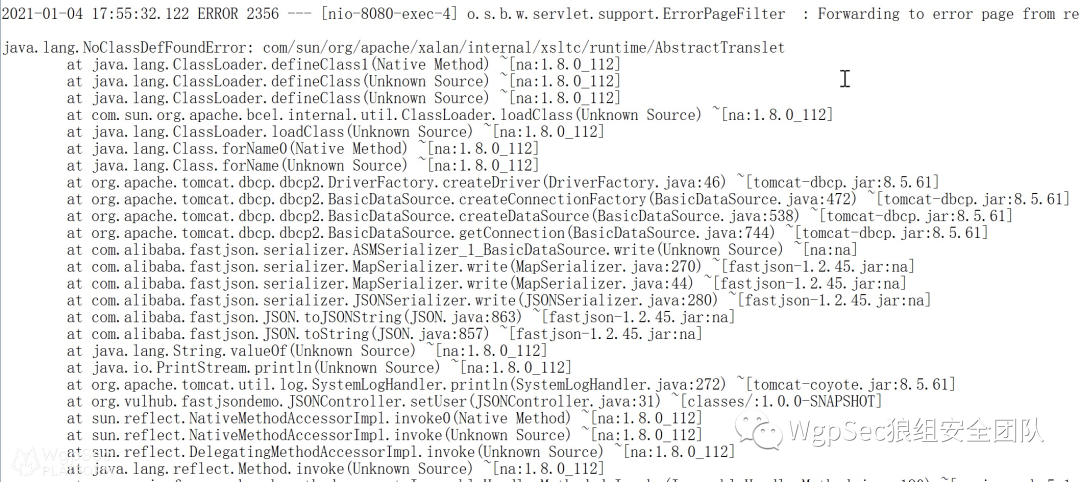 2021-01-04 17:55:32.122 ERROR 2356 --- [nio-8080-exec-4] o.s.b.w.servlet.support.ErrorPageFilter : Forwarding to error page from re
java.lang.NoClassDefFoundError: com/sun/org/apache/xalan/internal/xsltc/runtime/AbstractTranslet
at java.lang.ClassLoader.defineClass1(Native Method) ~[na:1.8.0_112]
at java.lang.ClassLoader.defineClass(Unknown Source) ~[na:1.8.0_112]
at java.lang.ClassLoader.defineClass(Unknown Source) ~[na:1.8.0_112]
at com.sun.org.apache.bcel.internal.util.ClassLoader.loadClass(Unknown Source) ~[na:1.8.0_112]
at java.lang.ClassLoader.loadClass(Unknown Source) ~[na:1.8.0_112]
at java.lang.Class.forName0(Native Method) ~[na:1.8.0_112]
at java.lang.Class.forName(Unknown Source) ~[na:1.8.0_112]
at org.apache.tomcat.dbcp.dbcp2.DriverFactory.createDriver(DriverFactory.java:46) ~[tomcat-dbcp.jar:8.5.61]
at org.apache.tomcat.dbcp.dbcp2.BasicDataSource.createConnectionFactory(BasicDataSource.java:472) ~[tomcat-dbcp.jar:8.5.61]
at org.apache.tomcat.dbcp.dbcp2.BasicDataSource.createDataSource(BasicDataSource.java:538) ~[tomcat-dbcp.jar:8.5.61]
at org.apache.tomcat.dbcp.dbcp2.BasicDataSource.getConnection(BasicDataSource.java:744) ~[tomcat-dbcp.jar:8.5.61]
at com.alibaba.fastjson.serializer.ASMSerializer_1_BasicDataSource.write(Unknown Source) ~[na:na]
at com.alibaba.fastjson.serializer.MapSerializer.write(MapSerializer.java:270) ~[fastjson-1.2.45.jar:na]
at com.alibaba.fastjson.serializer.MapSerializer.write(MapSerializer.java:44) ~[fastjson-1.2.45.jar:na]
at com.alibaba.fastjson.serializer.JSONSerializer.write(JSONSerializer.java:280) ~[fastjson-1.2.45.jar:na]
at com.alibaba.fastjson.JSON.toJSONString(JSON.java:863) ~[fastjson-1.2.45.jar:na]
at com.alibaba.fastjson.JSON.toString(JSON.java:857) ~[fastjson-1.2.45.jar:na]
at java.lang.String.valueOf(Unknown Source) ~[na:1.8.0_112]
at java.io.PrintStream.println(Unknown Source) ~[na:1.8.0_112]
at org.apache.tomcat.util.log.SystemLogHandler.println(SystemLogHandler.java:272) ~[tomcat-coyote.jar:8.5.61]
at org.vulhub.fastjsondemo.JSONController.setUser(JSONController.java:31) ~[classes/:1.0.0-SNAPSHOT]
at sun.reflect.NativeMethodAccessorImpl.invoke0(Native Method) ~[na:1.8.0_112]
at sun.reflect.NativeMethodAccessorImpl.invoke(Unknown Source) ~[na:1.8.0_112]
at sun.reflect.DelegatingMethodAccessorImpl.invoke(Unknown Source) ~[na:1.8.0_112]
at java.lang.reflect.Method.invoke(Unknown Source) ~[na:1.8.0_112]
WgpSec狼组安全团队